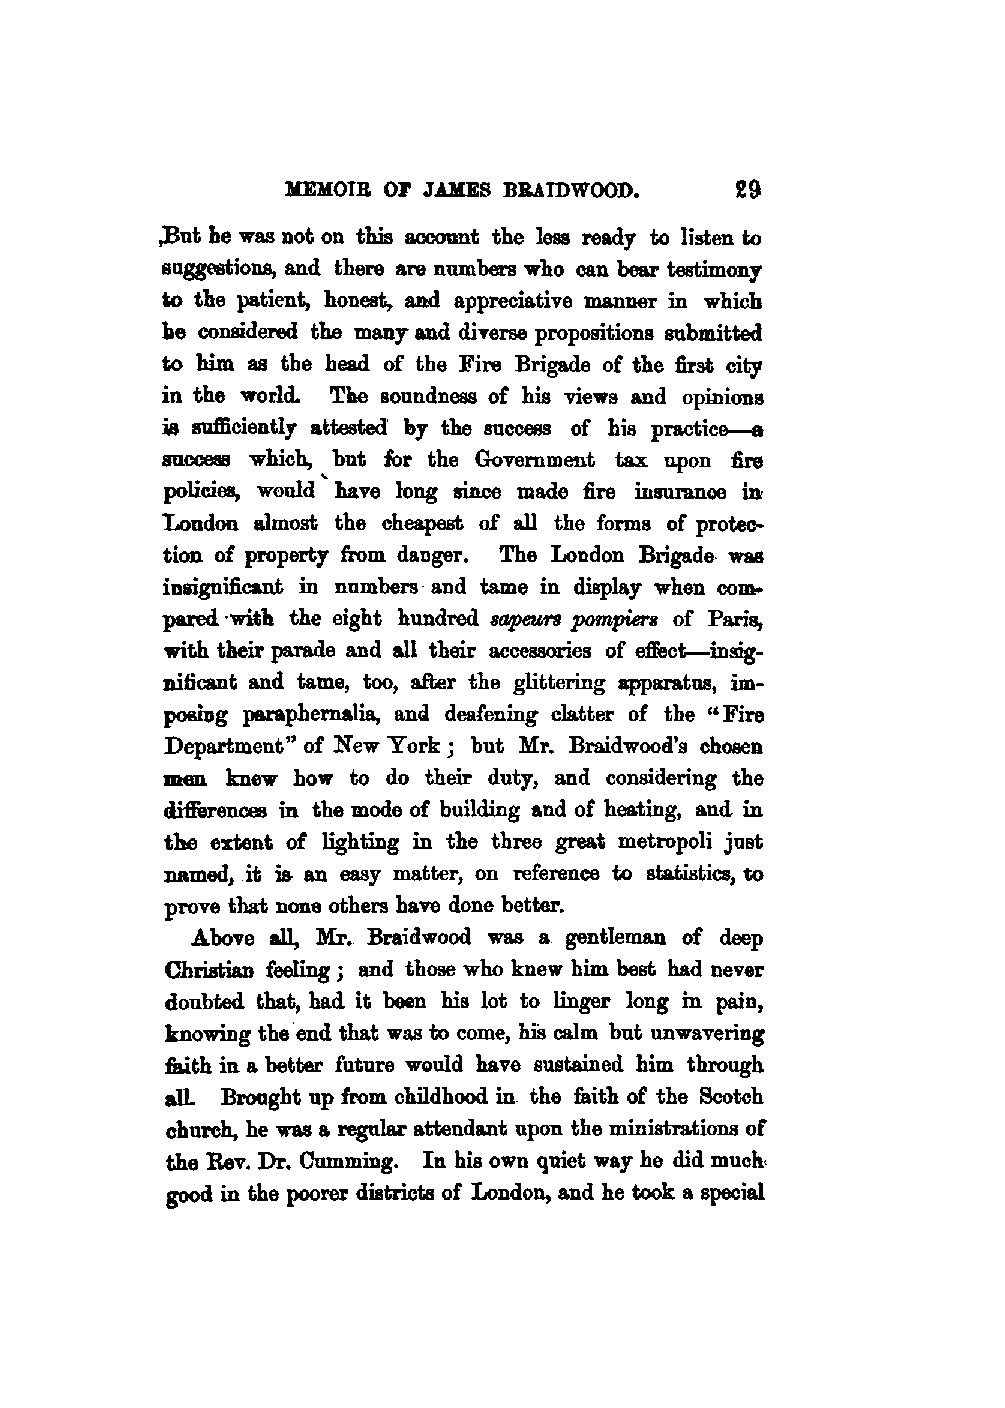 MEMOIR OF JAMES BRAIDWOOD. 29
But he was not on this account the less ready to listen to
suggestions, and there are numbers who can bear testimony
to the patient, honest, and appreciative manner in which
he considered the many and diverse propositions submitted
to him as the head of the Fire Brigade of the first city
in the world. The soundness of his views and opinions
is sufficiently attested by the success of his practice—a
success which, but for the Government tax upon fire
policies, would have long since made fire insurance in
London almost the cheapest of all the forms of protec-
tion of property from danger. The London Brigade was
insignificant in numbers and tame in display when com-
pared with the eight hundred sapeurs pompiers of Paris,
with their parade and all their accessories of effect—insig-
nificant and tame, too, after the glittering apparatus, im-
posing paraphernalia, and deafening clatter of the "Fire
Department" of New York; but Mr. Braidwood's chosen
men knew how to do their duty, and considering the
differences in the mode of building and of heating, and in
the extent of lighting in the three great metropoli just
named, it is an easy matter, on reference to statistics, to
prove that none others have done better.
Above all, Mr. Braidwood was a gentleman of deep
Christian feeling; and those who knew him best had never
doubted that, had it been his lot to linger long in pain,
knowing the end that was to come, his calm but unwavering
faith in a better future would have sustained him through
all. Brought up from childhood in the faith of the Scotch
church, he was a regular attendant upon the ministrations of
the Rev. Dr. Cumming. In his own quiet way he did much
good in the poorer districts of London, and he took a special